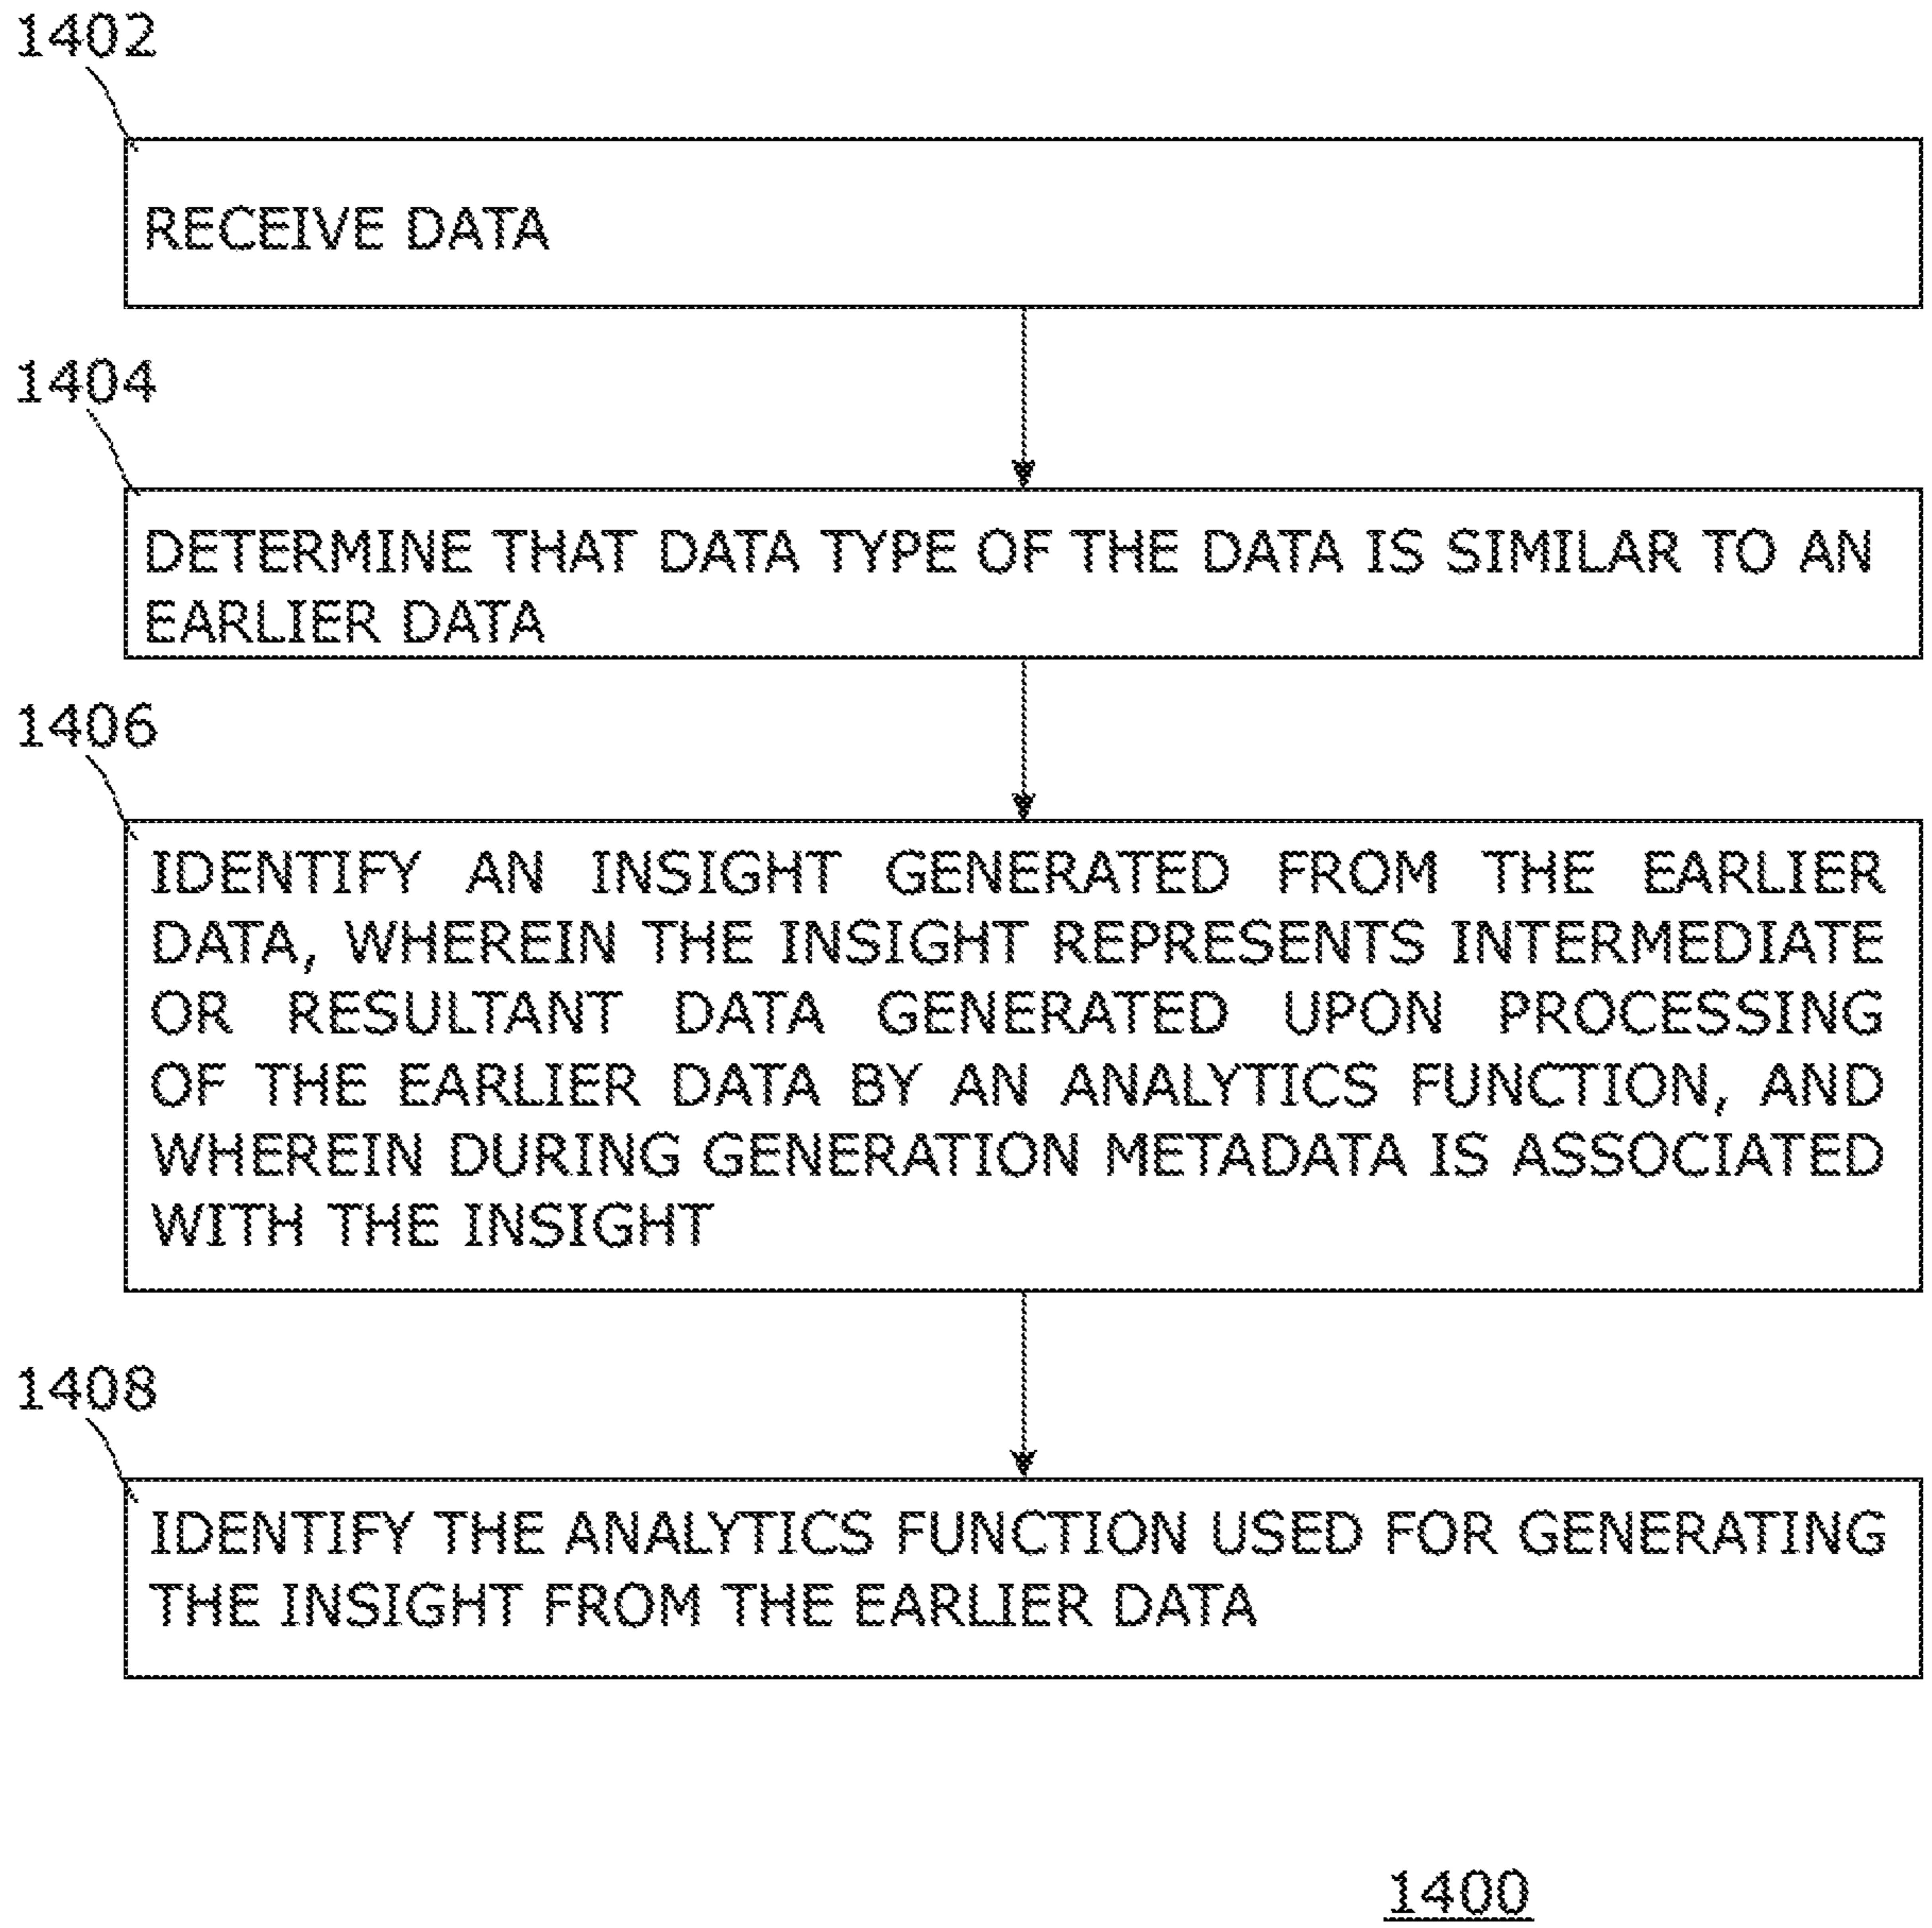 1402
RECEIVE DATA
1404
DETERMINE THAT DATA TYPE OF THE DATA IS SIMILAR TO AN
EARLIER DATA
1406
IDENTIFY AN INSIGHT GENERATED FROM THE EARLIER
DATA, WHEREIN THE INSIGHT REPRESENTS INTERMEDIATE
OR RESULTANT DATA GENERATED UPON PROCESSING
OF THE EARLIER DATA BY AN ANALYTICS FUNCTION, AND
WHEREIN DURING GENERATION METADATA IS ASSOCIATED
WITH THE INSIGHT
1408
IDENTIFY THE ANALYTICS FUNCTION USED FOR GENERATING
THE INSIGHT FROM THE EARLIER DATA
1400